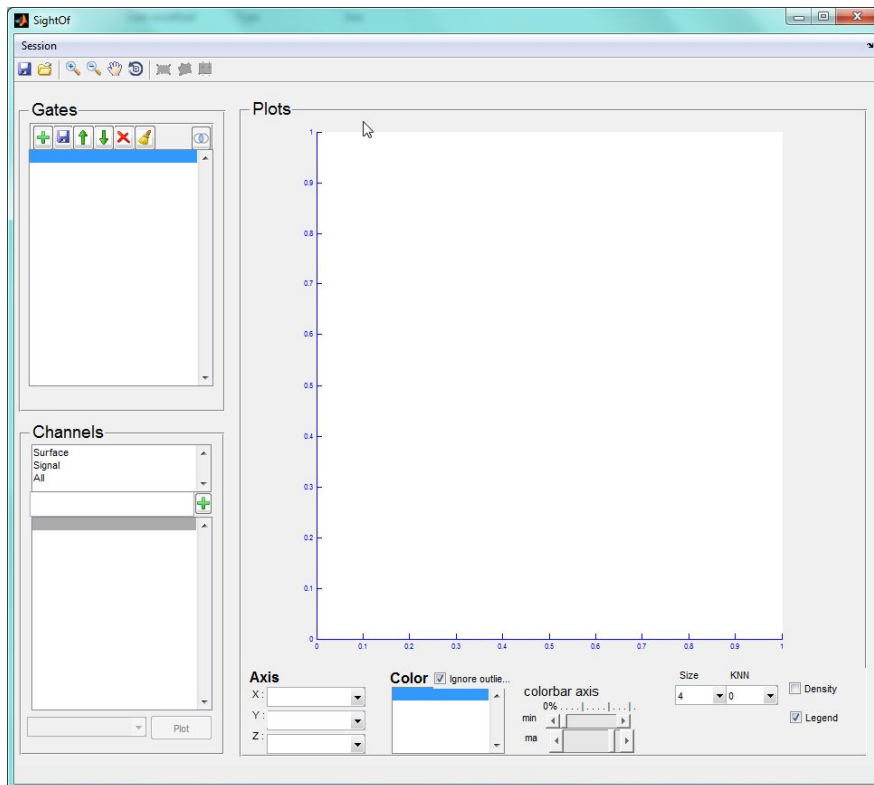 SightOf
Session
Gates
Plots
1
0.9
0.8
0.7
0.6
0.5
0.4
0.3
0.2
0.1
0
0 0.1 0.2 0.3 0.4 0.5 0.6 0.7 0.8 0.9 1
Channels
Surface
Signal
All
Plot
Axis
X :
Y :
Z :
Color Ignore outlie...
colorbar axis
0% . . . . | . . . . | . . . | .
min
ma
Size KNN
4 0
Density
Legend